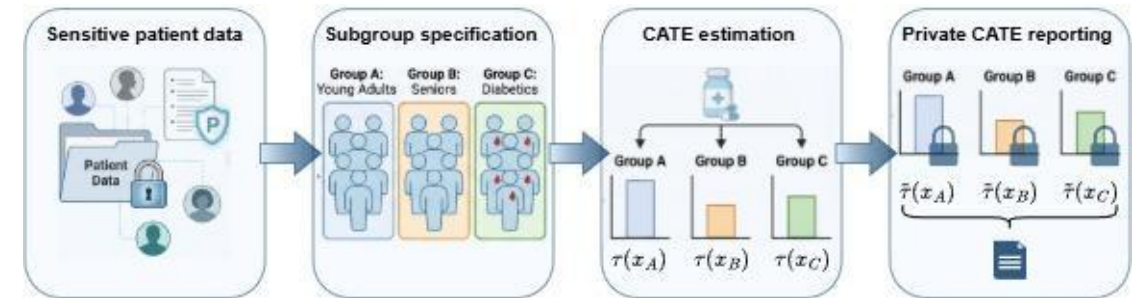 Sensitive patient data
P
Patient
Data
Subgroup specification
Group A: Group B: Group C:
Young Adults Seniors Diabetics
CATE estimation
Group A Group B Group C
τ(x_A) τ(x_B) τ(x_C)
Private CATE reporting
Group A Group B Group C
τ̃(x_A) τ̃(x_B) τ̃(x_C)